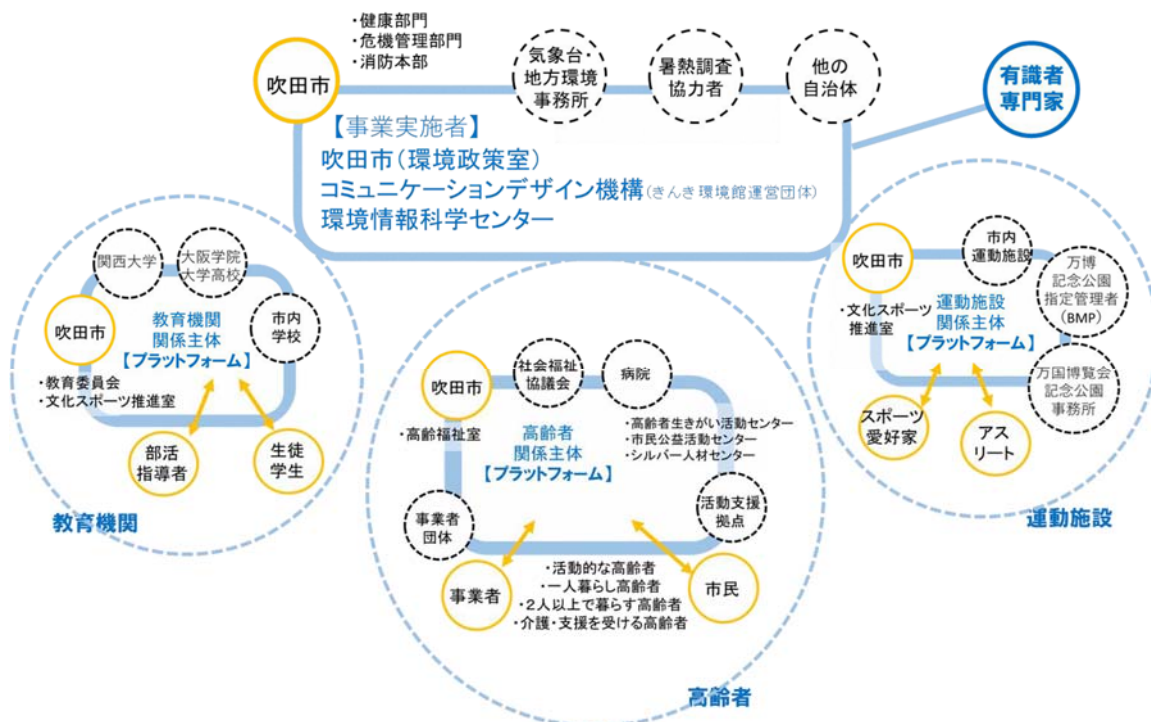 ・健康部門
・危機管理部門
・消防本部
吹田市
気象台・
地方環境
事務所
暑熱調査
協力者
他の
自治体
有識者
専門家
【事業実施者】
吹田市(環境政策室)
コミュニケーションデザイン機構(きんき環境館運営団体)
環境情報科学センター
関西大学
大阪学院
大学高校
吹田市
市内
学校
教育機関
関係主体
【プラットフォーム】
・教育委員会
・文化スポーツ推進室
部活
指導者
生徒
学生
教育機関
吹田市
社会福祉
協議会
病院
・高齢福祉室
高齢者
関係主体
【プラットフォーム】
・高齢者生きがい活動センター
・市民公益活動センター
・シルバー人材センター
事業者
団体
活動支援
拠点
事業者
市民
・活動的な高齢者
・一人暮らし高齢者
・2人以上で暮らす高齢者
・介護・支援を受ける高齢者
高齢者
吹田市
市内
運動施設
万博
記念公園
指定管理者
(BMP)
・文化スポーツ
推進室
運動施設
関係主体
【プラットフォーム】
万国博覧会
記念公園
事務所
スポーツ
愛好家
アス
リート
運動施設